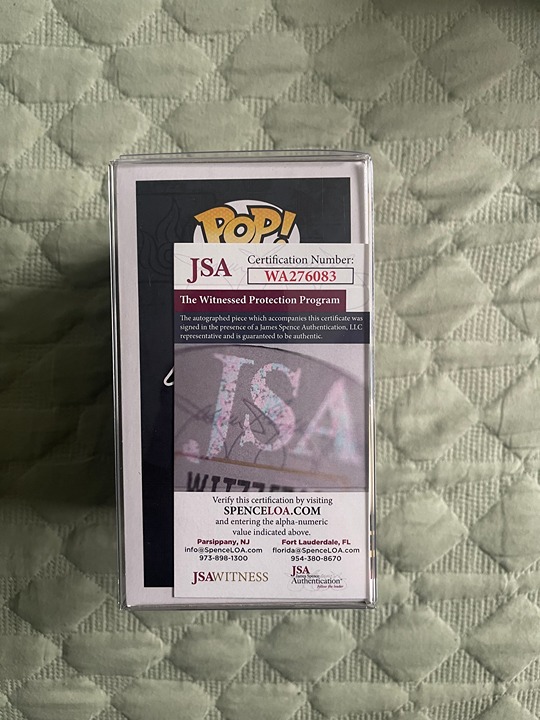 POP!
JSA
Certification Number:
WA276083
The Witnessed Protection Program
The autographed piece which accompanies this certificate was
signed in the presence of a James Spence Authentication, LLC
representative and is guaranteed to be authentic.
JSA
Verify this certification by visiting
SPENCELOA.COM
and entering the alpha-numeric
value indicated above.
Parsippany, NJ
info@SpenceLOA.com
973-898-1300
Fort Lauderdale, FL
florida@SpenceLOA.com
954-380-8670
JSAWITNESS
JSA
James Spence
Authentication